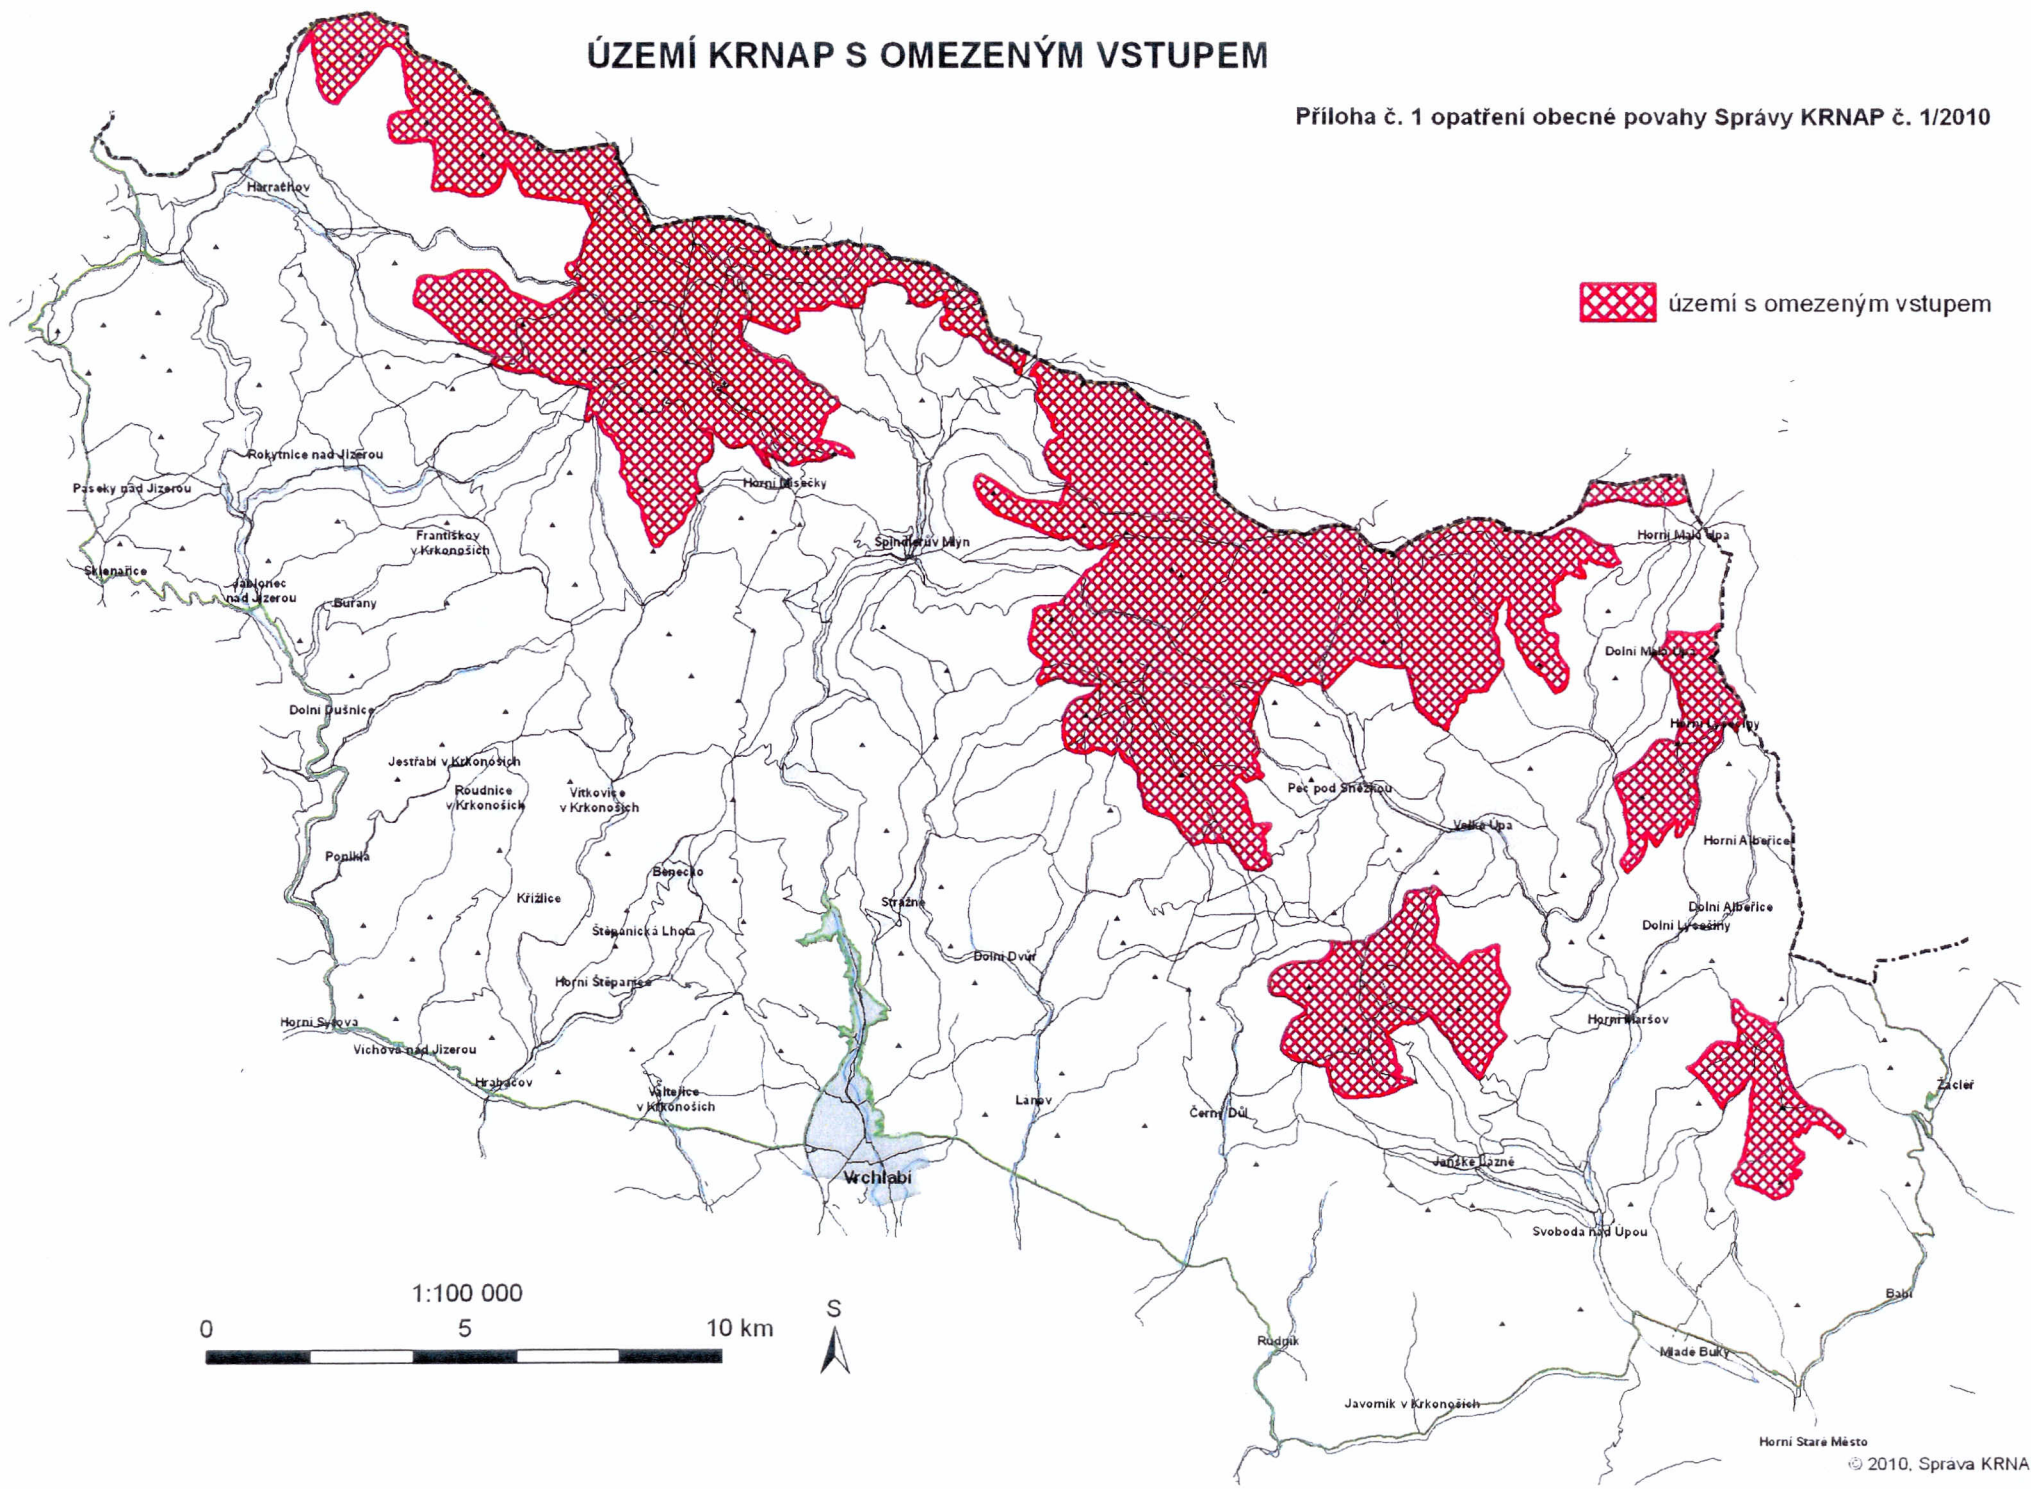 ÚZEMÍ KRNAP S OMEZENÝM VSTUPEM
Příloha č. 1 opatření obecné povahy Správy KRNAP č. 1/2010
území s omezeným vstupem
Harrachov
Rokytnice nad Jizerou
Paseky nad Jizerou
Horní Mísečky
Františkov
v Krkonoších
Špindlerův Mlýn
Horní Malá Úpa
Sklenařice
Jablonec
nad Jizerou
Buřany
Dolní Malá Úpa
Dolní Dušnice
Horní Lysečiny
Jestřabí v Krkonoších
Roudnice
v Krkonoších
Vítkovice
v Krkonoších
Pec pod Sněžkou
Velká Úpa
Horní Albeřice
Poniklá
Benecko
Křížlice
Strážné
Dolní Albeřice
Dolní Lysečiny
Štěpanická Lhota
Dolní Dvůr
Horní Štěpanice
Horní Sytová
Horní Maršov
Víchová nad Jizerou
Hrabačov
Valteřice
v Krkonoších
Lánov
Černý Důl
Žacléř
Janské Lázně
Vrchlabí
Svoboda nad Úpou
Babí
1:100 000
0
5
10 km
S
Rudník
Mladé Buky
Javorník v Krkonoších
Horní Staré Město
© 2010, Správa KRNA